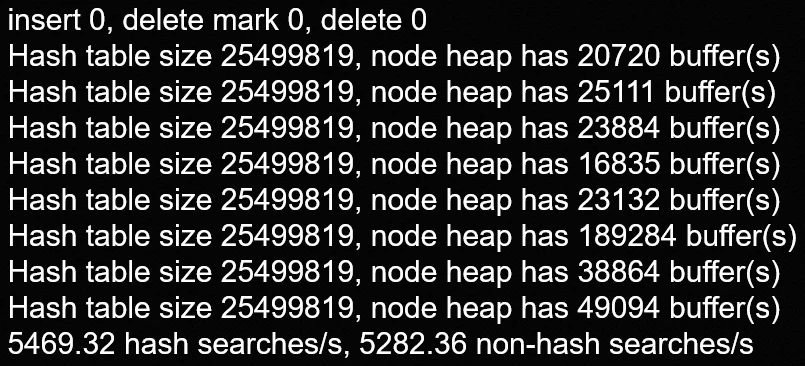 insert 0, delete mark 0, delete 0
Hash table size 25499819, node heap has 20720 buffer(s)
Hash table size 25499819, node heap has 25111 buffer(s)
Hash table size 25499819, node heap has 23884 buffer(s)
Hash table size 25499819, node heap has 16835 buffer(s)
Hash table size 25499819, node heap has 23132 buffer(s)
Hash table size 25499819, node heap has 189284 buffer(s)
Hash table size 25499819, node heap has 38864 buffer(s)
Hash table size 25499819, node heap has 49094 buffer(s)
5469.32 hash searches/s, 5282.36 non-hash searches/s